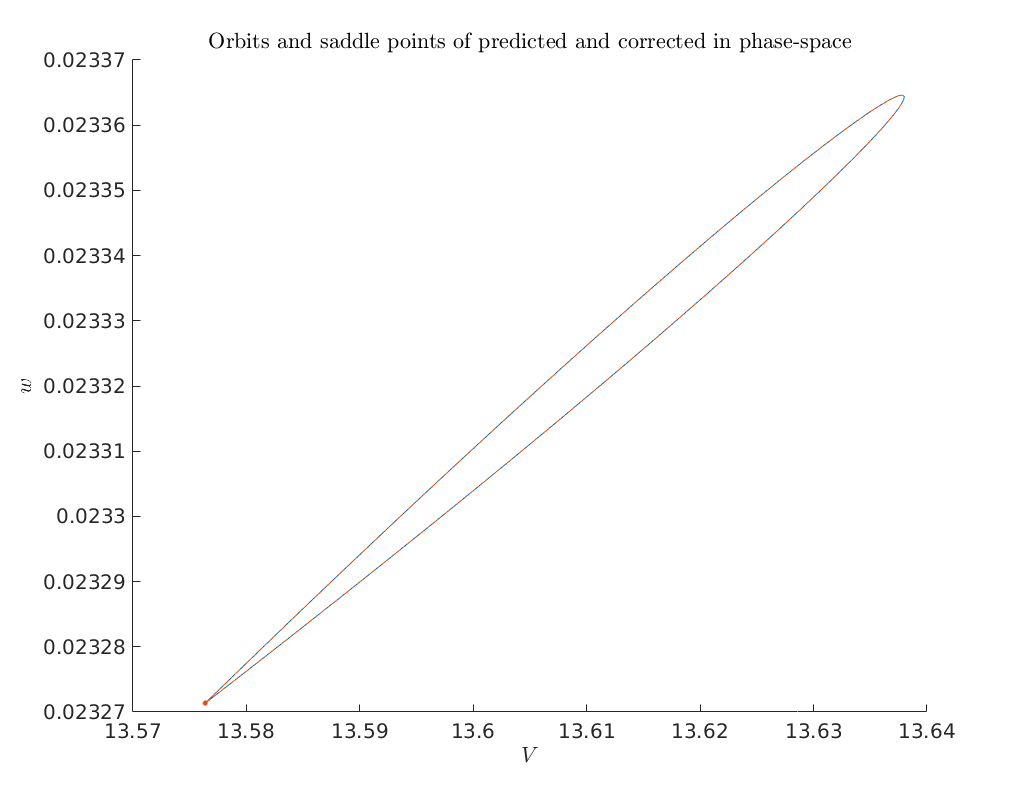 Orbits and saddle points of predicted and corrected in phase-space
0.02337
0.02336
0.02335
0.02334
0.02333
0.02332
0.02331
0.0233
0.02329
0.02328
0.02327
w
13.57 13.58 13.59 13.6 13.61 13.62 13.63 13.64
V